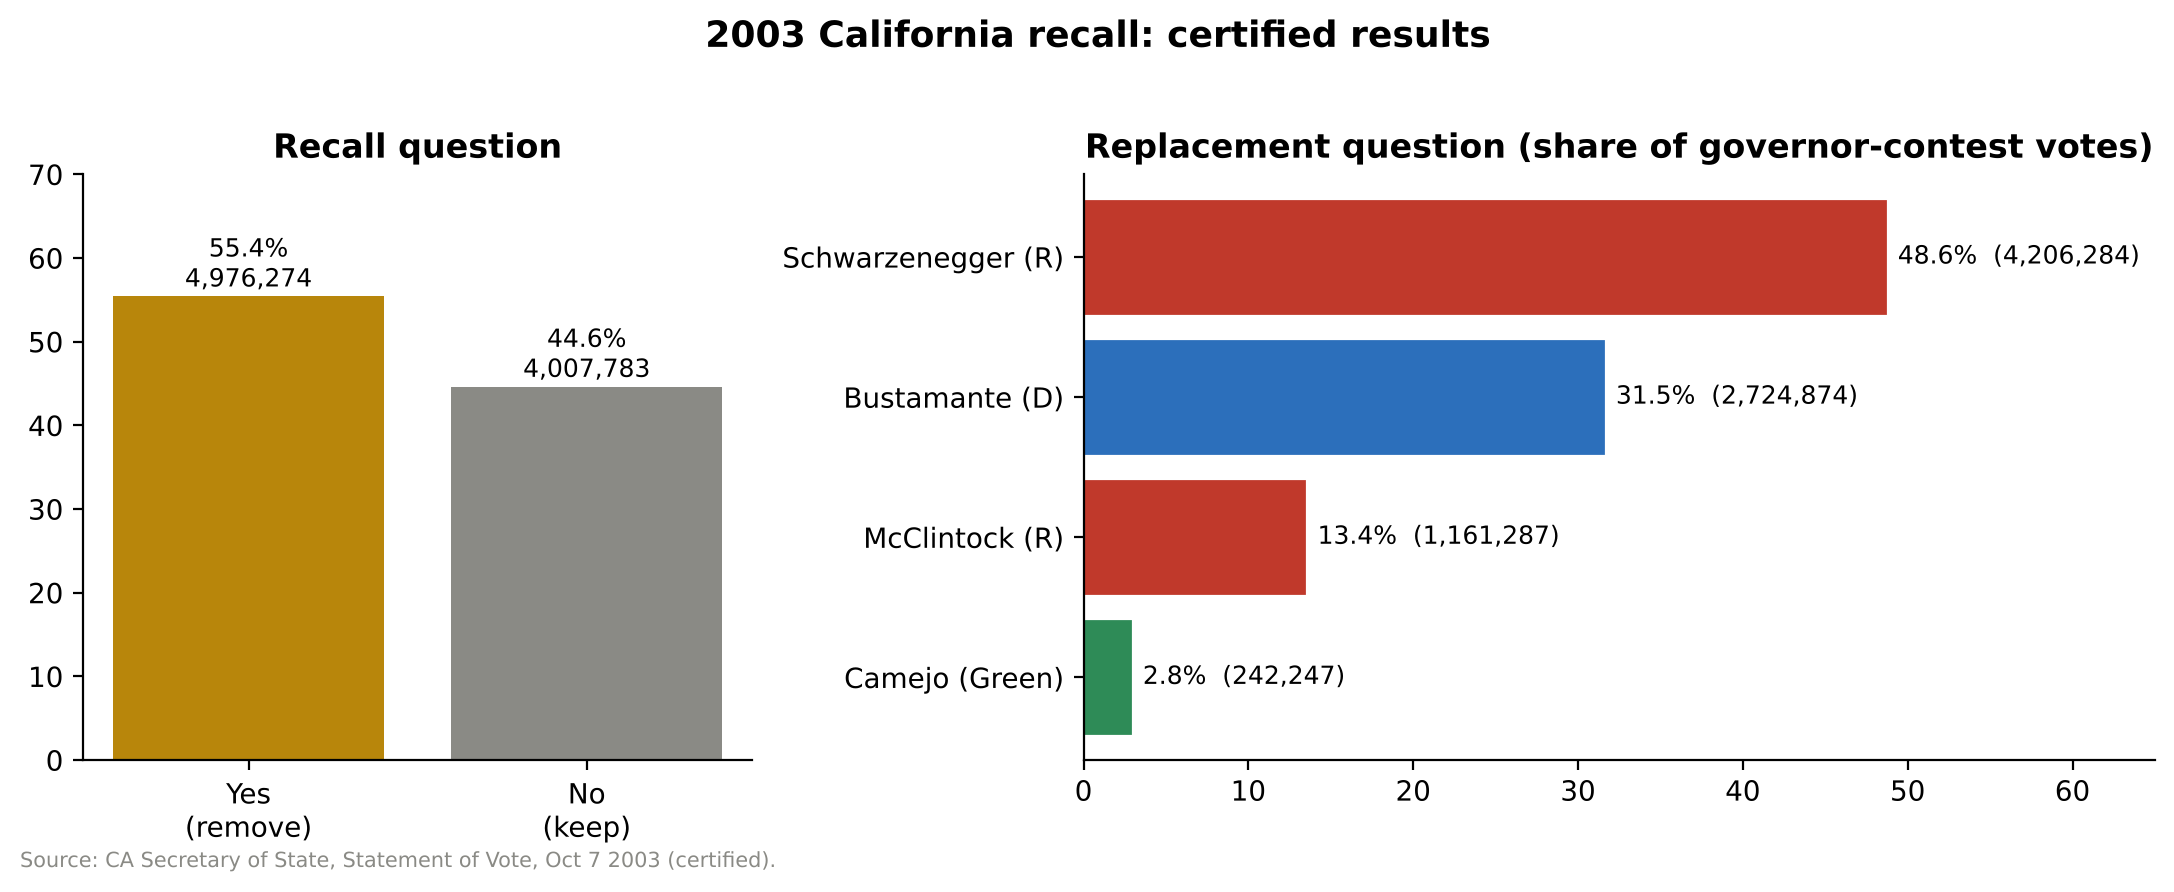 2003 California recall: certified results
Recall question
70
60
50
40
30
20
10
0
55.4%
4,976,274
44.6%
4,007,783
Yes
(remove)
No
(keep)
Replacement question (share of governor-contest votes)
Schwarzenegger (R)
48.6% (4,206,284)
Bustamante (D)
31.5% (2,724,874)
McClintock (R)
13.4% (1,161,287)
Camejo (Green)
2.8% (242,247)
0 10 20 30 40 50 60
Source: CA Secretary of State, Statement of Vote, Oct 7 2003 (certified).